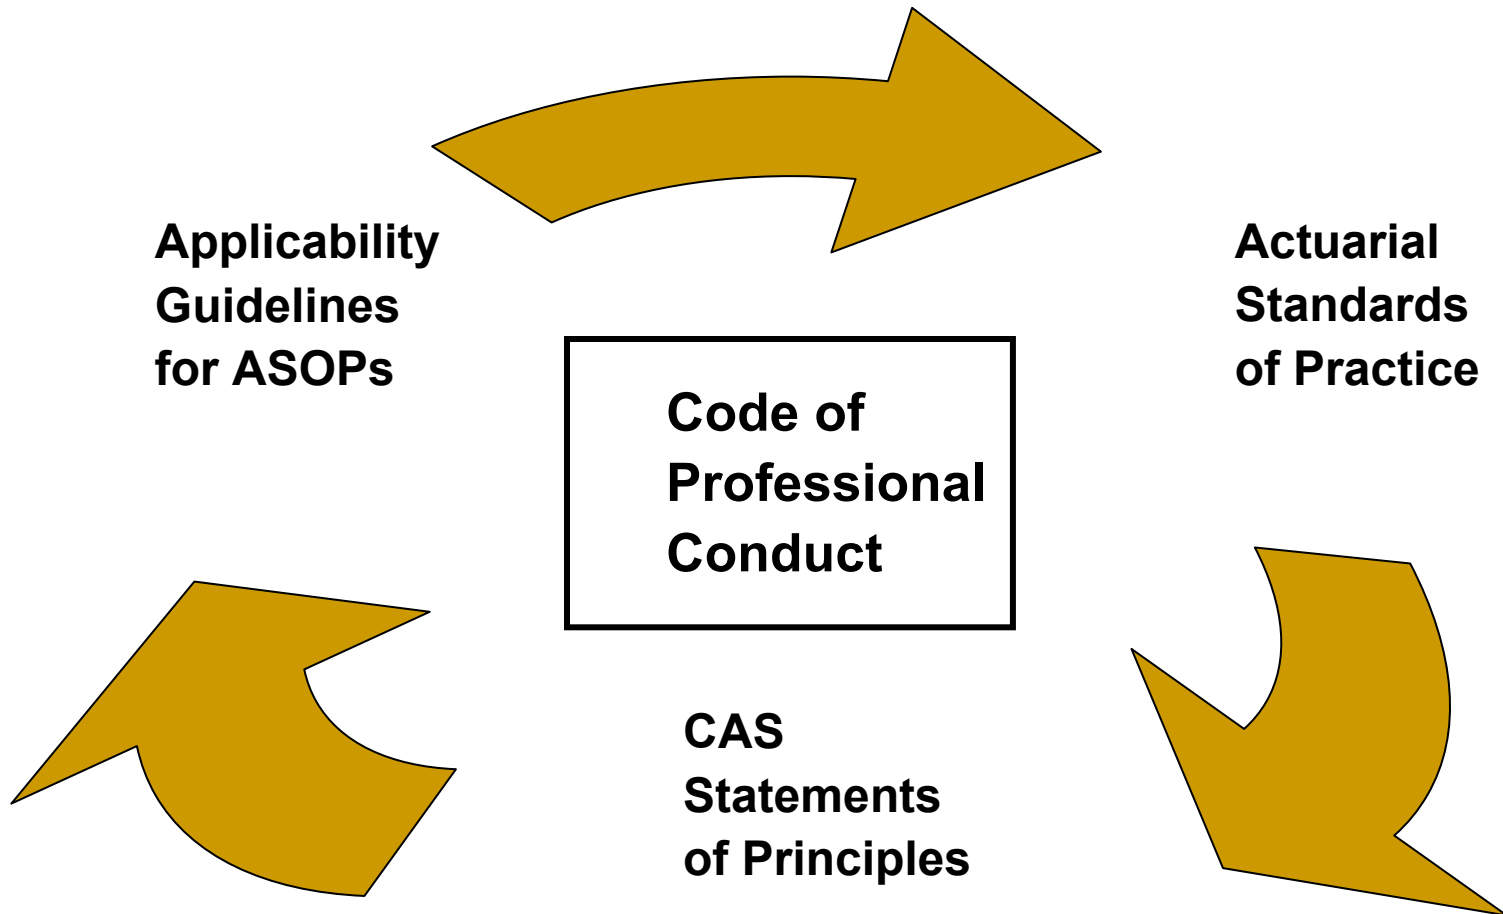 Applicability
Guidelines
for ASOPs
Actuarial
Standards
of Practice
Code of
Professional
Conduct
CAS
Statements
of Principles